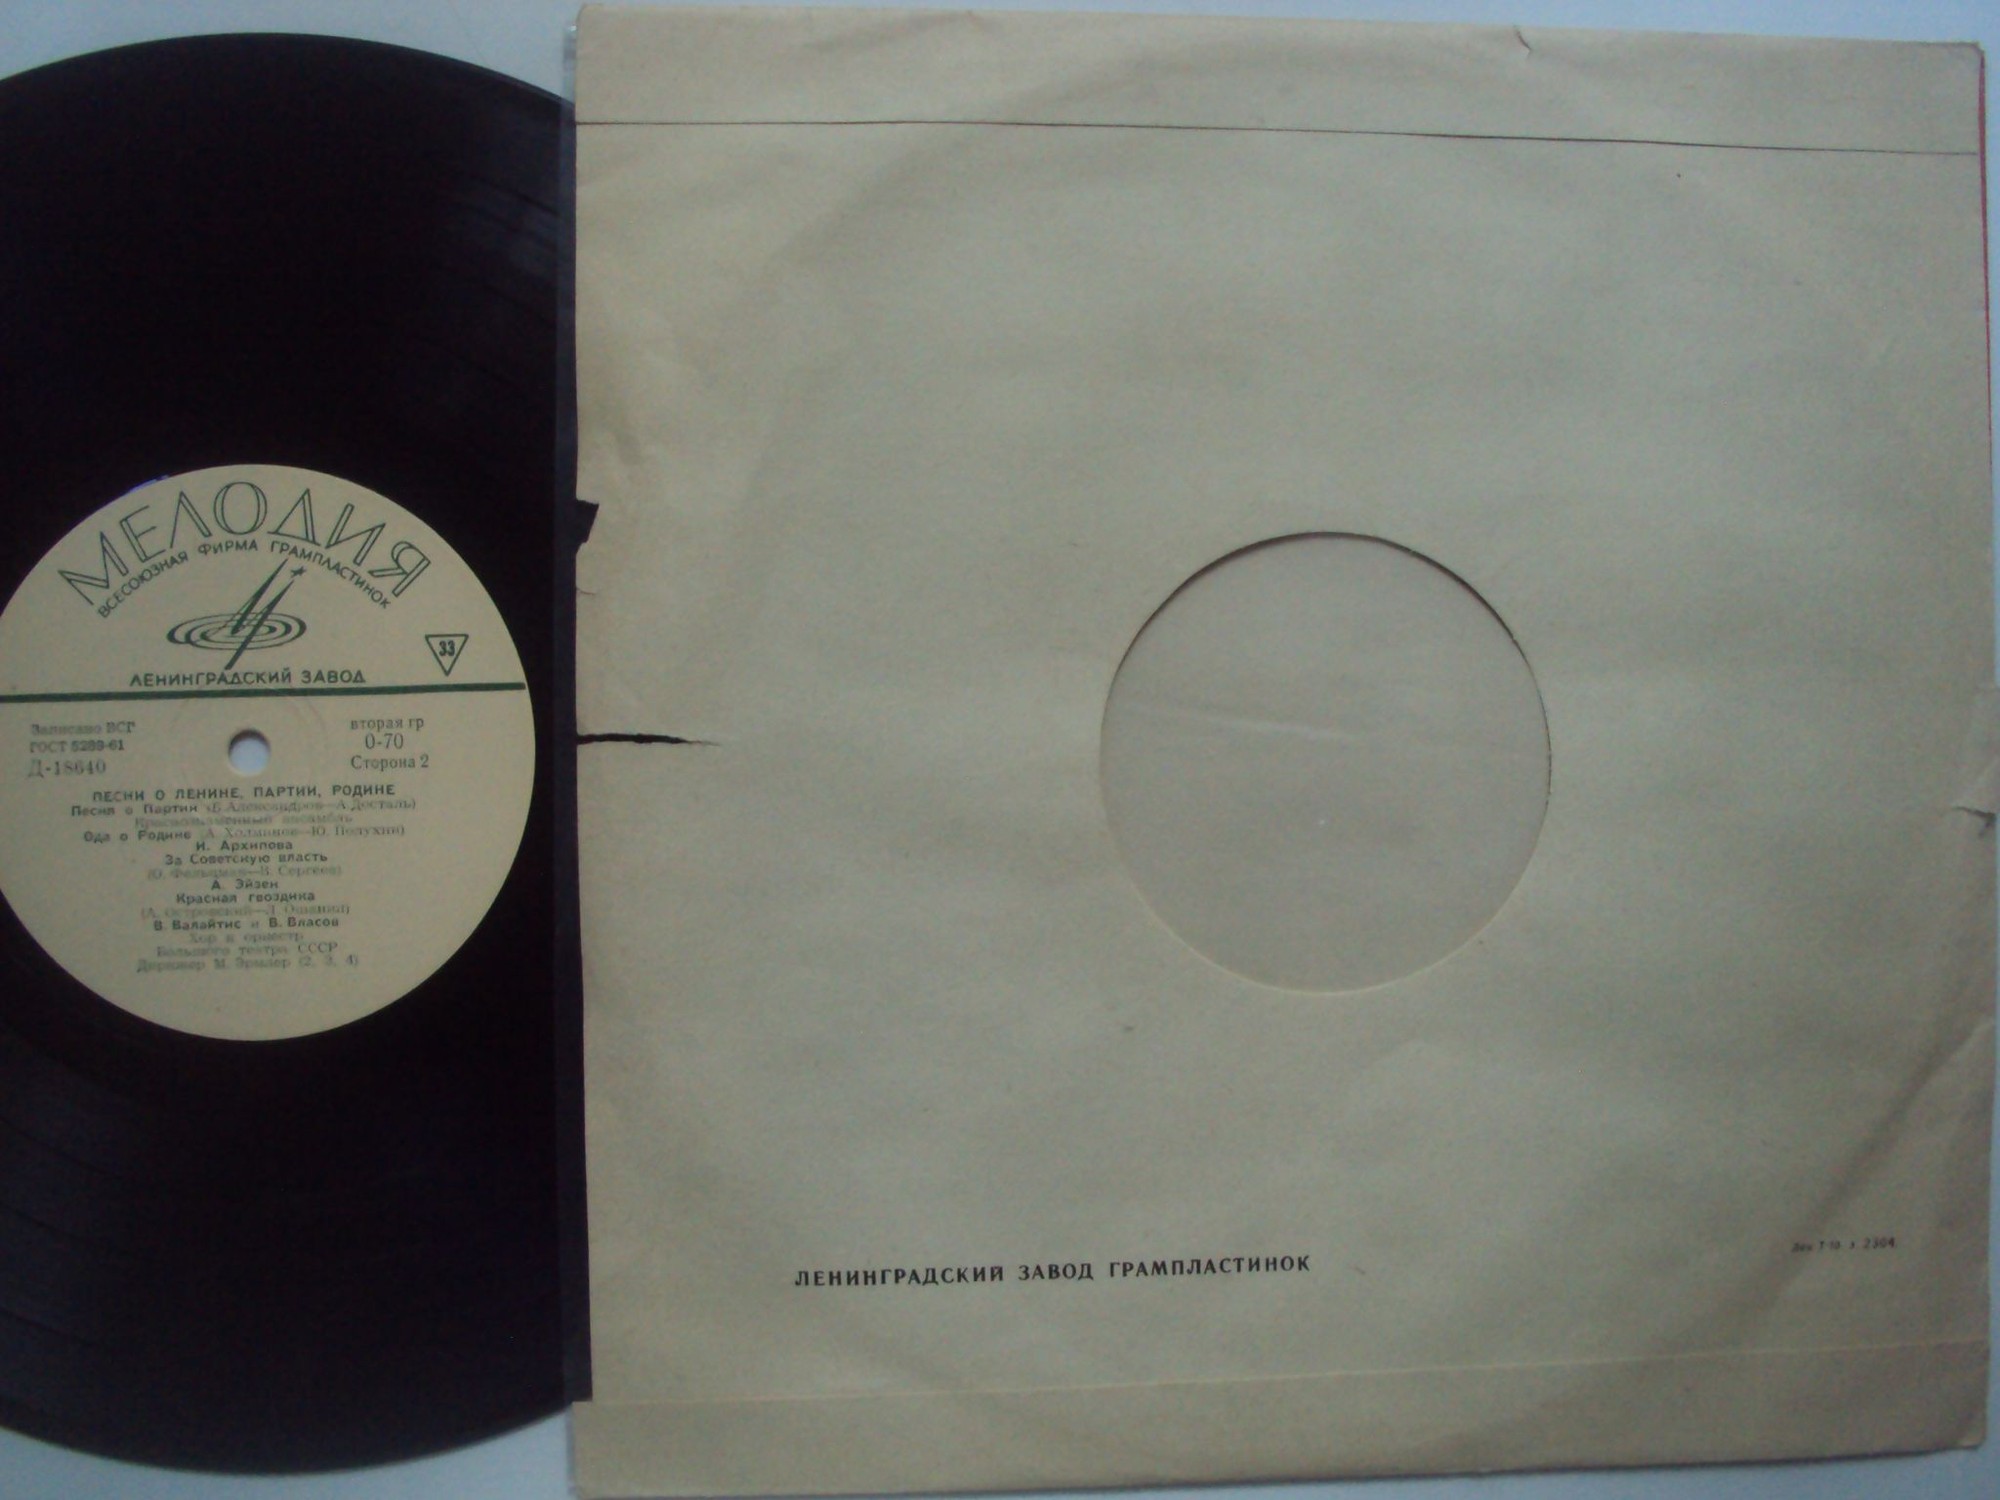 МЕЛОДИЯ
ВСЕСОЮЗНАЯ ФИРМА ГРАМПЛАСТИНОК
33
ЛЕНИНГРАДСКИЙ ЗАВОД
Записано ВСГ
ГОСТ 5289-61
Д-18640
вторая гр
0-70
Сторона 2
ПЕСНИ О ЛЕНИНЕ, ПАРТИИ, РОДИНЕ
Песня о Партии (Б. Александров—А. Досталь)
Краснознаменный ансамбль
Ода о Родине (А. Холминов—Ю. Полухин)
И. Архипова
За Советскую власть
А. Эйзен
Красная гвоздика
(А. Островский—Л. Ошанин)
В. Валайтис и В. Власов
Хор и оркестр
Большого театра СССР
Дирижер М. Эрмлер (2, 3, 4)
ЛЕНИНГРАДСКИЙ ЗАВОД ГРАМПЛАСТИНОК
2304